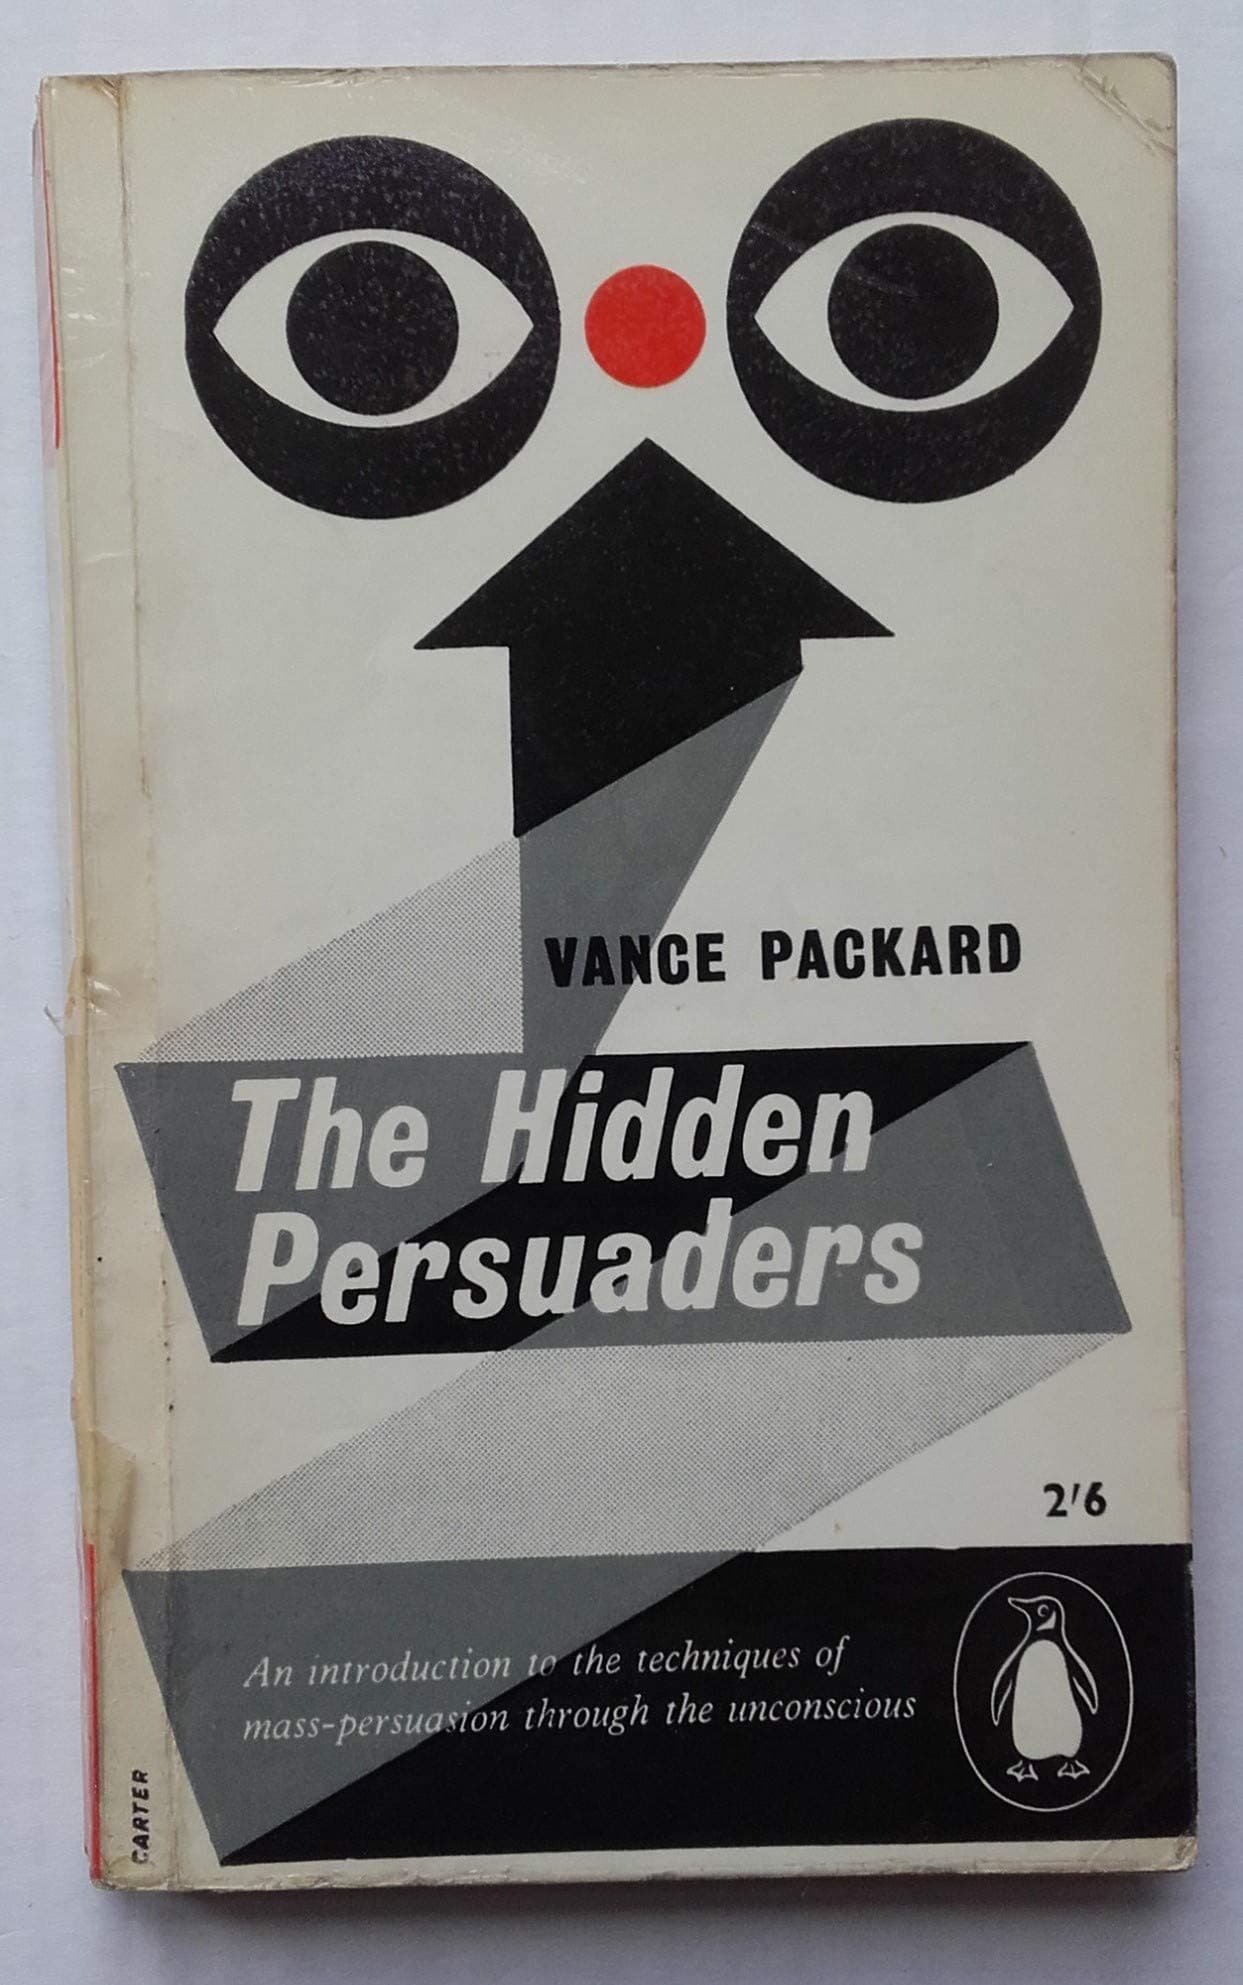 VANCE PACKARD
The Hidden
Persuaders
2'6
An introduction to the techniques of
mass-persuasion through the unconscious
CARTER